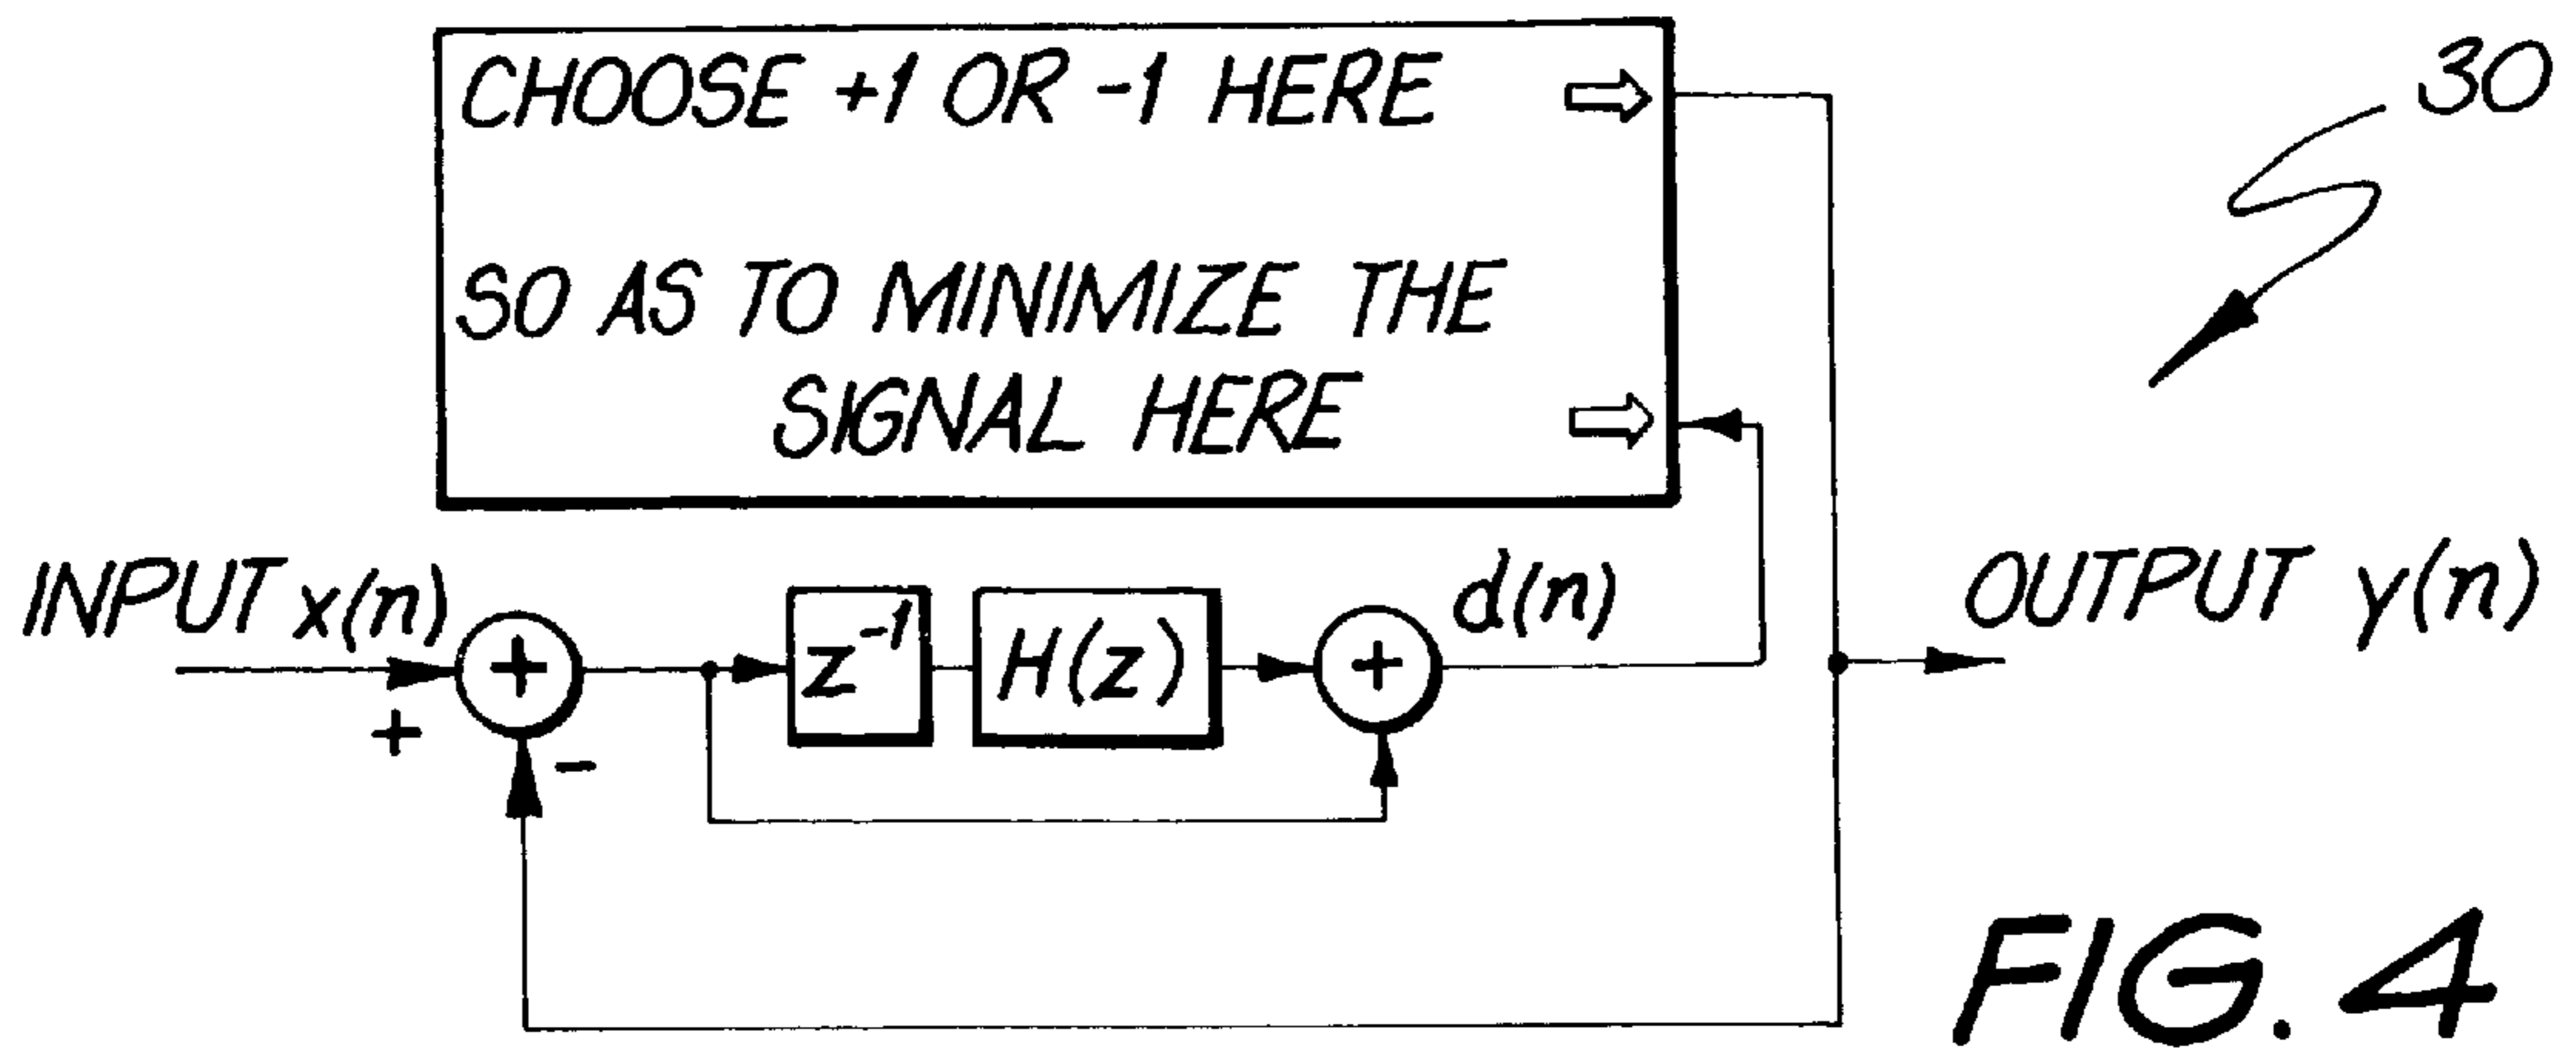 CHOOSE +1 OR -1 HERE ⇨
30
SO AS TO MINIMIZE THE
SIGNAL HERE ⇨
INPUT x(n)
+
-
+
z⁻¹
H(z)
+
d(n)
OUTPUT y(n)
FIG. 4